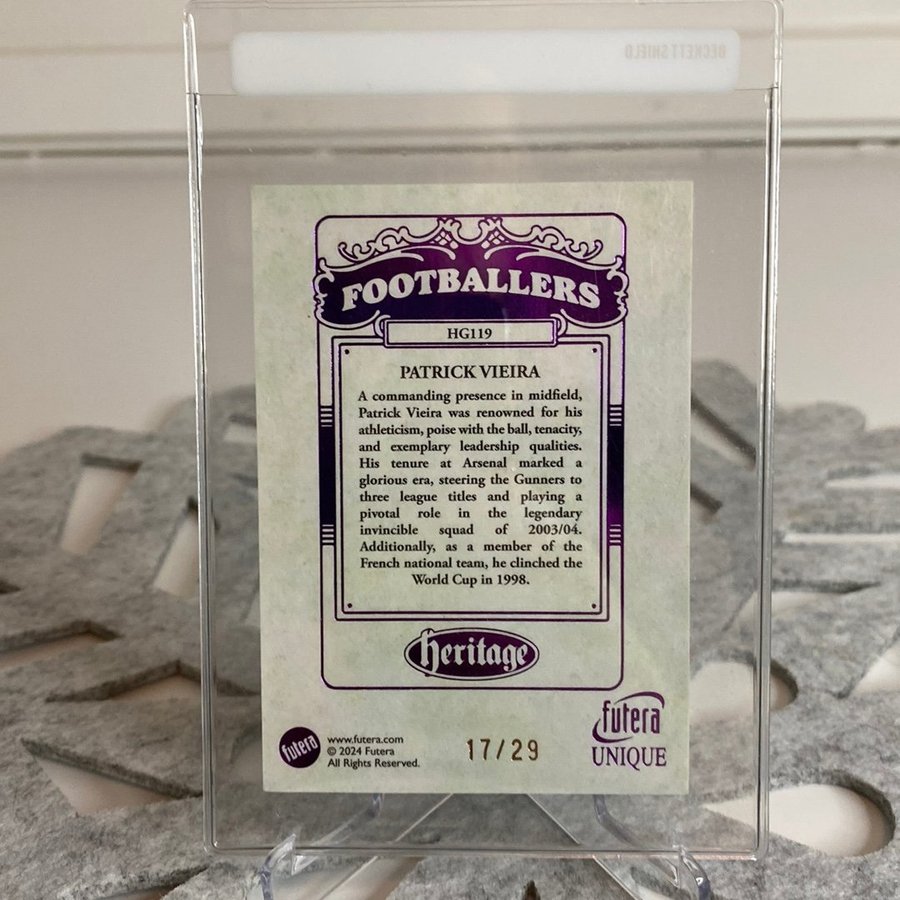 BECKETT SHIELD
FOOTBALLERS
HG119
PATRICK VIEIRA
A commanding presence in midfield,
Patrick Vieira was renowned for his
athleticism, poise with the ball, tenacity,
and exemplary leadership qualities.
His tenure at Arsenal marked a
glorious era, steering the Gunners to
three league titles and playing a
pivotal role in the legendary
invincible squad of 2003/04.
Additionally, as a member of the
French national team, he clinched the
World Cup in 1998.
heritage
futera
www.futera.com
© 2024 Futera
All Rights Reserved.
17/29
futera
UNIQUE